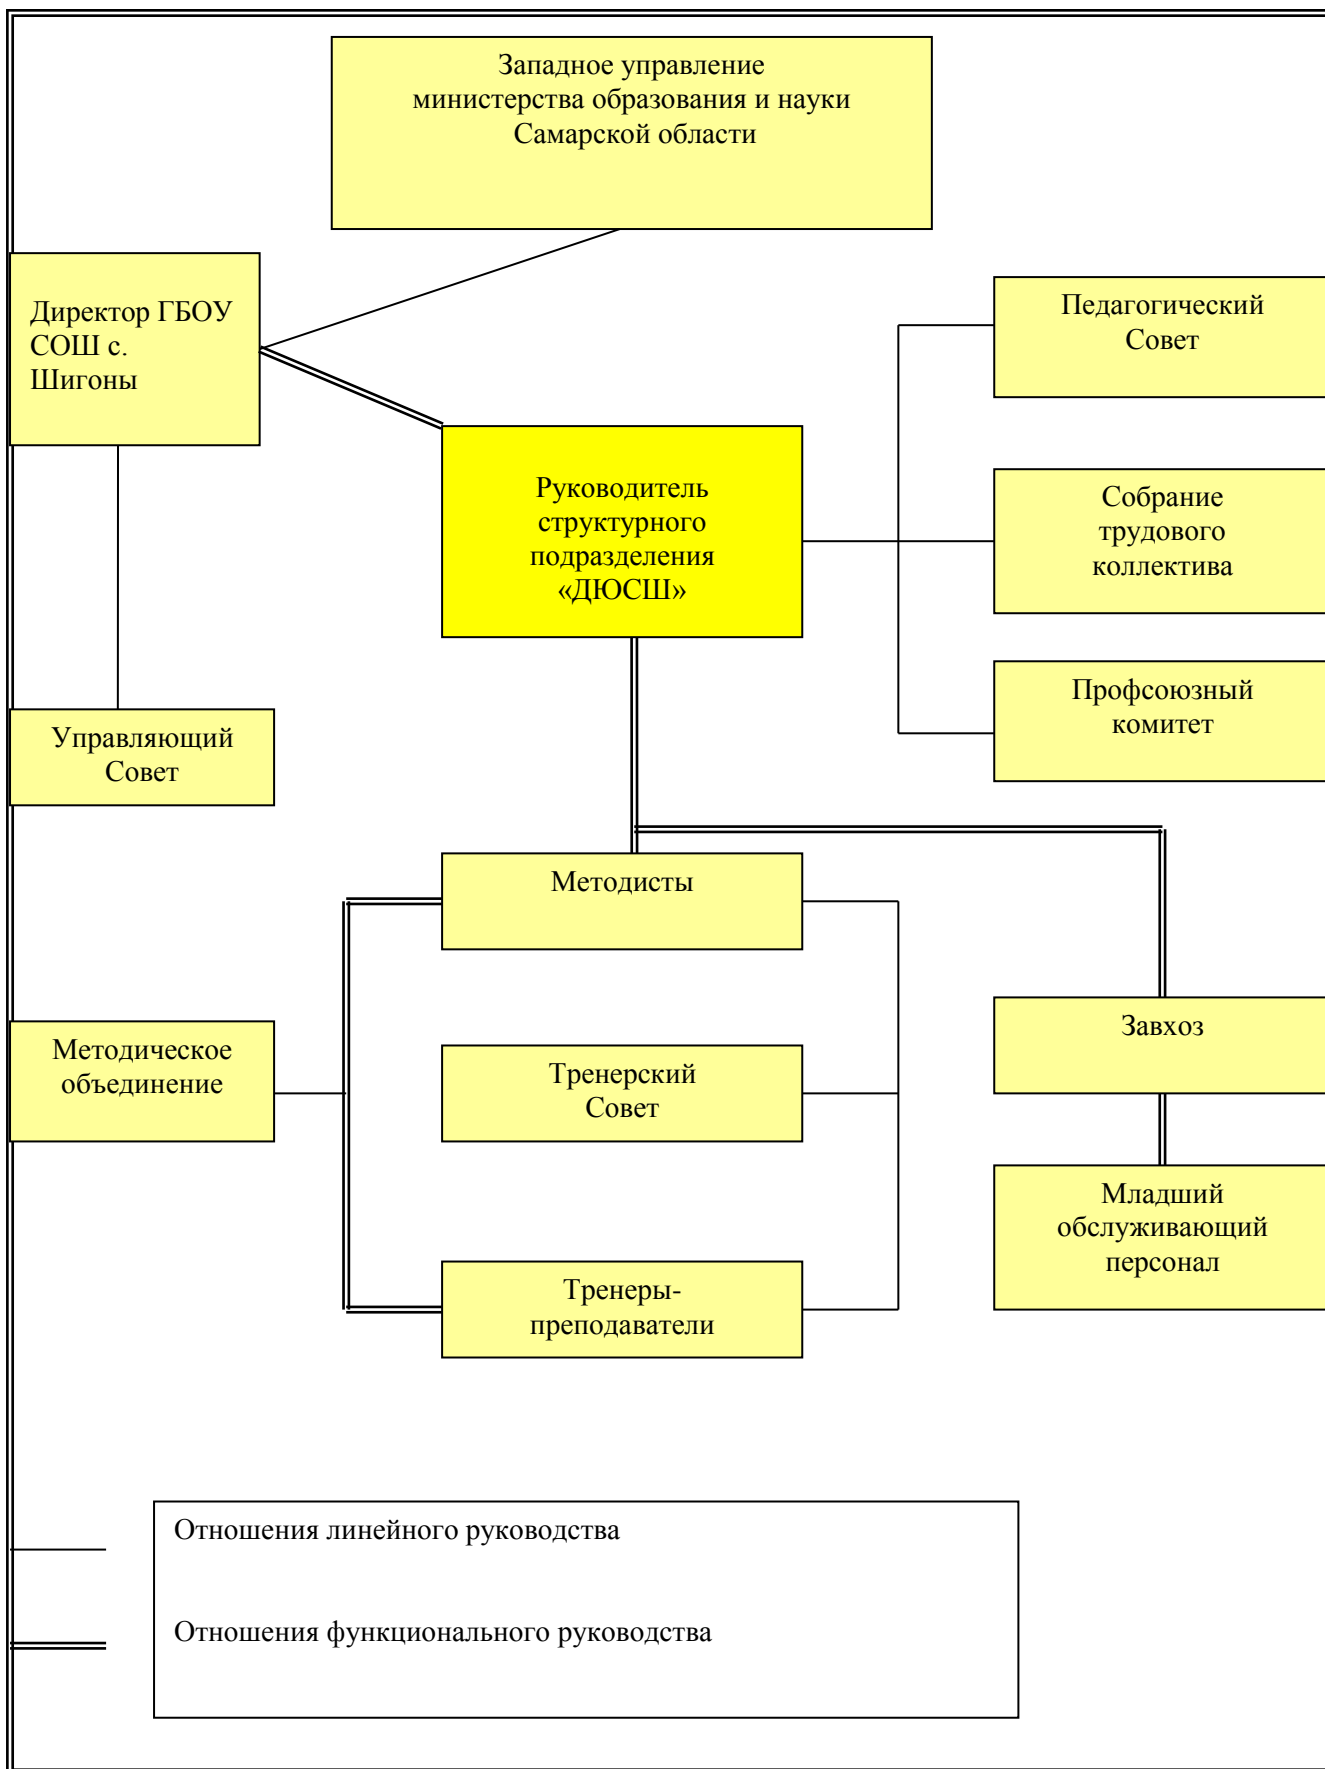 Западное управление
министерства образования и науки
Самарской области
Директор ГБОУ
СОШ с.
Шигоны
Педагогический
Совет
Руководитель
структурного
подразделения
«ДЮСШ»
Собрание
трудового
коллектива
Профсоюзный
комитет
Управляющий
Совет
Методисты
Завхоз
Методическое
объединение
Тренерский
Совет
Младший
обслуживающий
персонал
Тренеры-
преподаватели
Отношения линейного руководства
Отношения функционального руководства